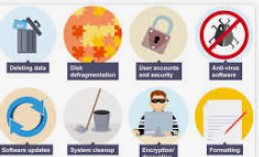 Deleting data
Disk
defragmentation
User accounts
and security
Anti-virus
software
Software updates
System cleanup
Encryption/
Formatting